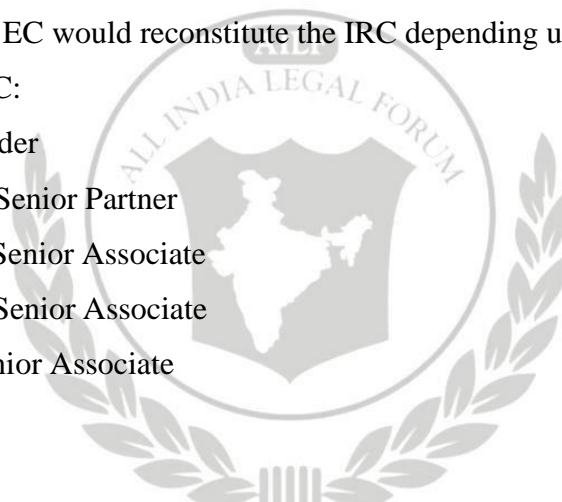 EC would reconstitute the IRC depending u
AILF
C:
ALL INDIA LEGAL FORUM
der
Senior Partner
Senior Associate
Senior Associate
nior Associate